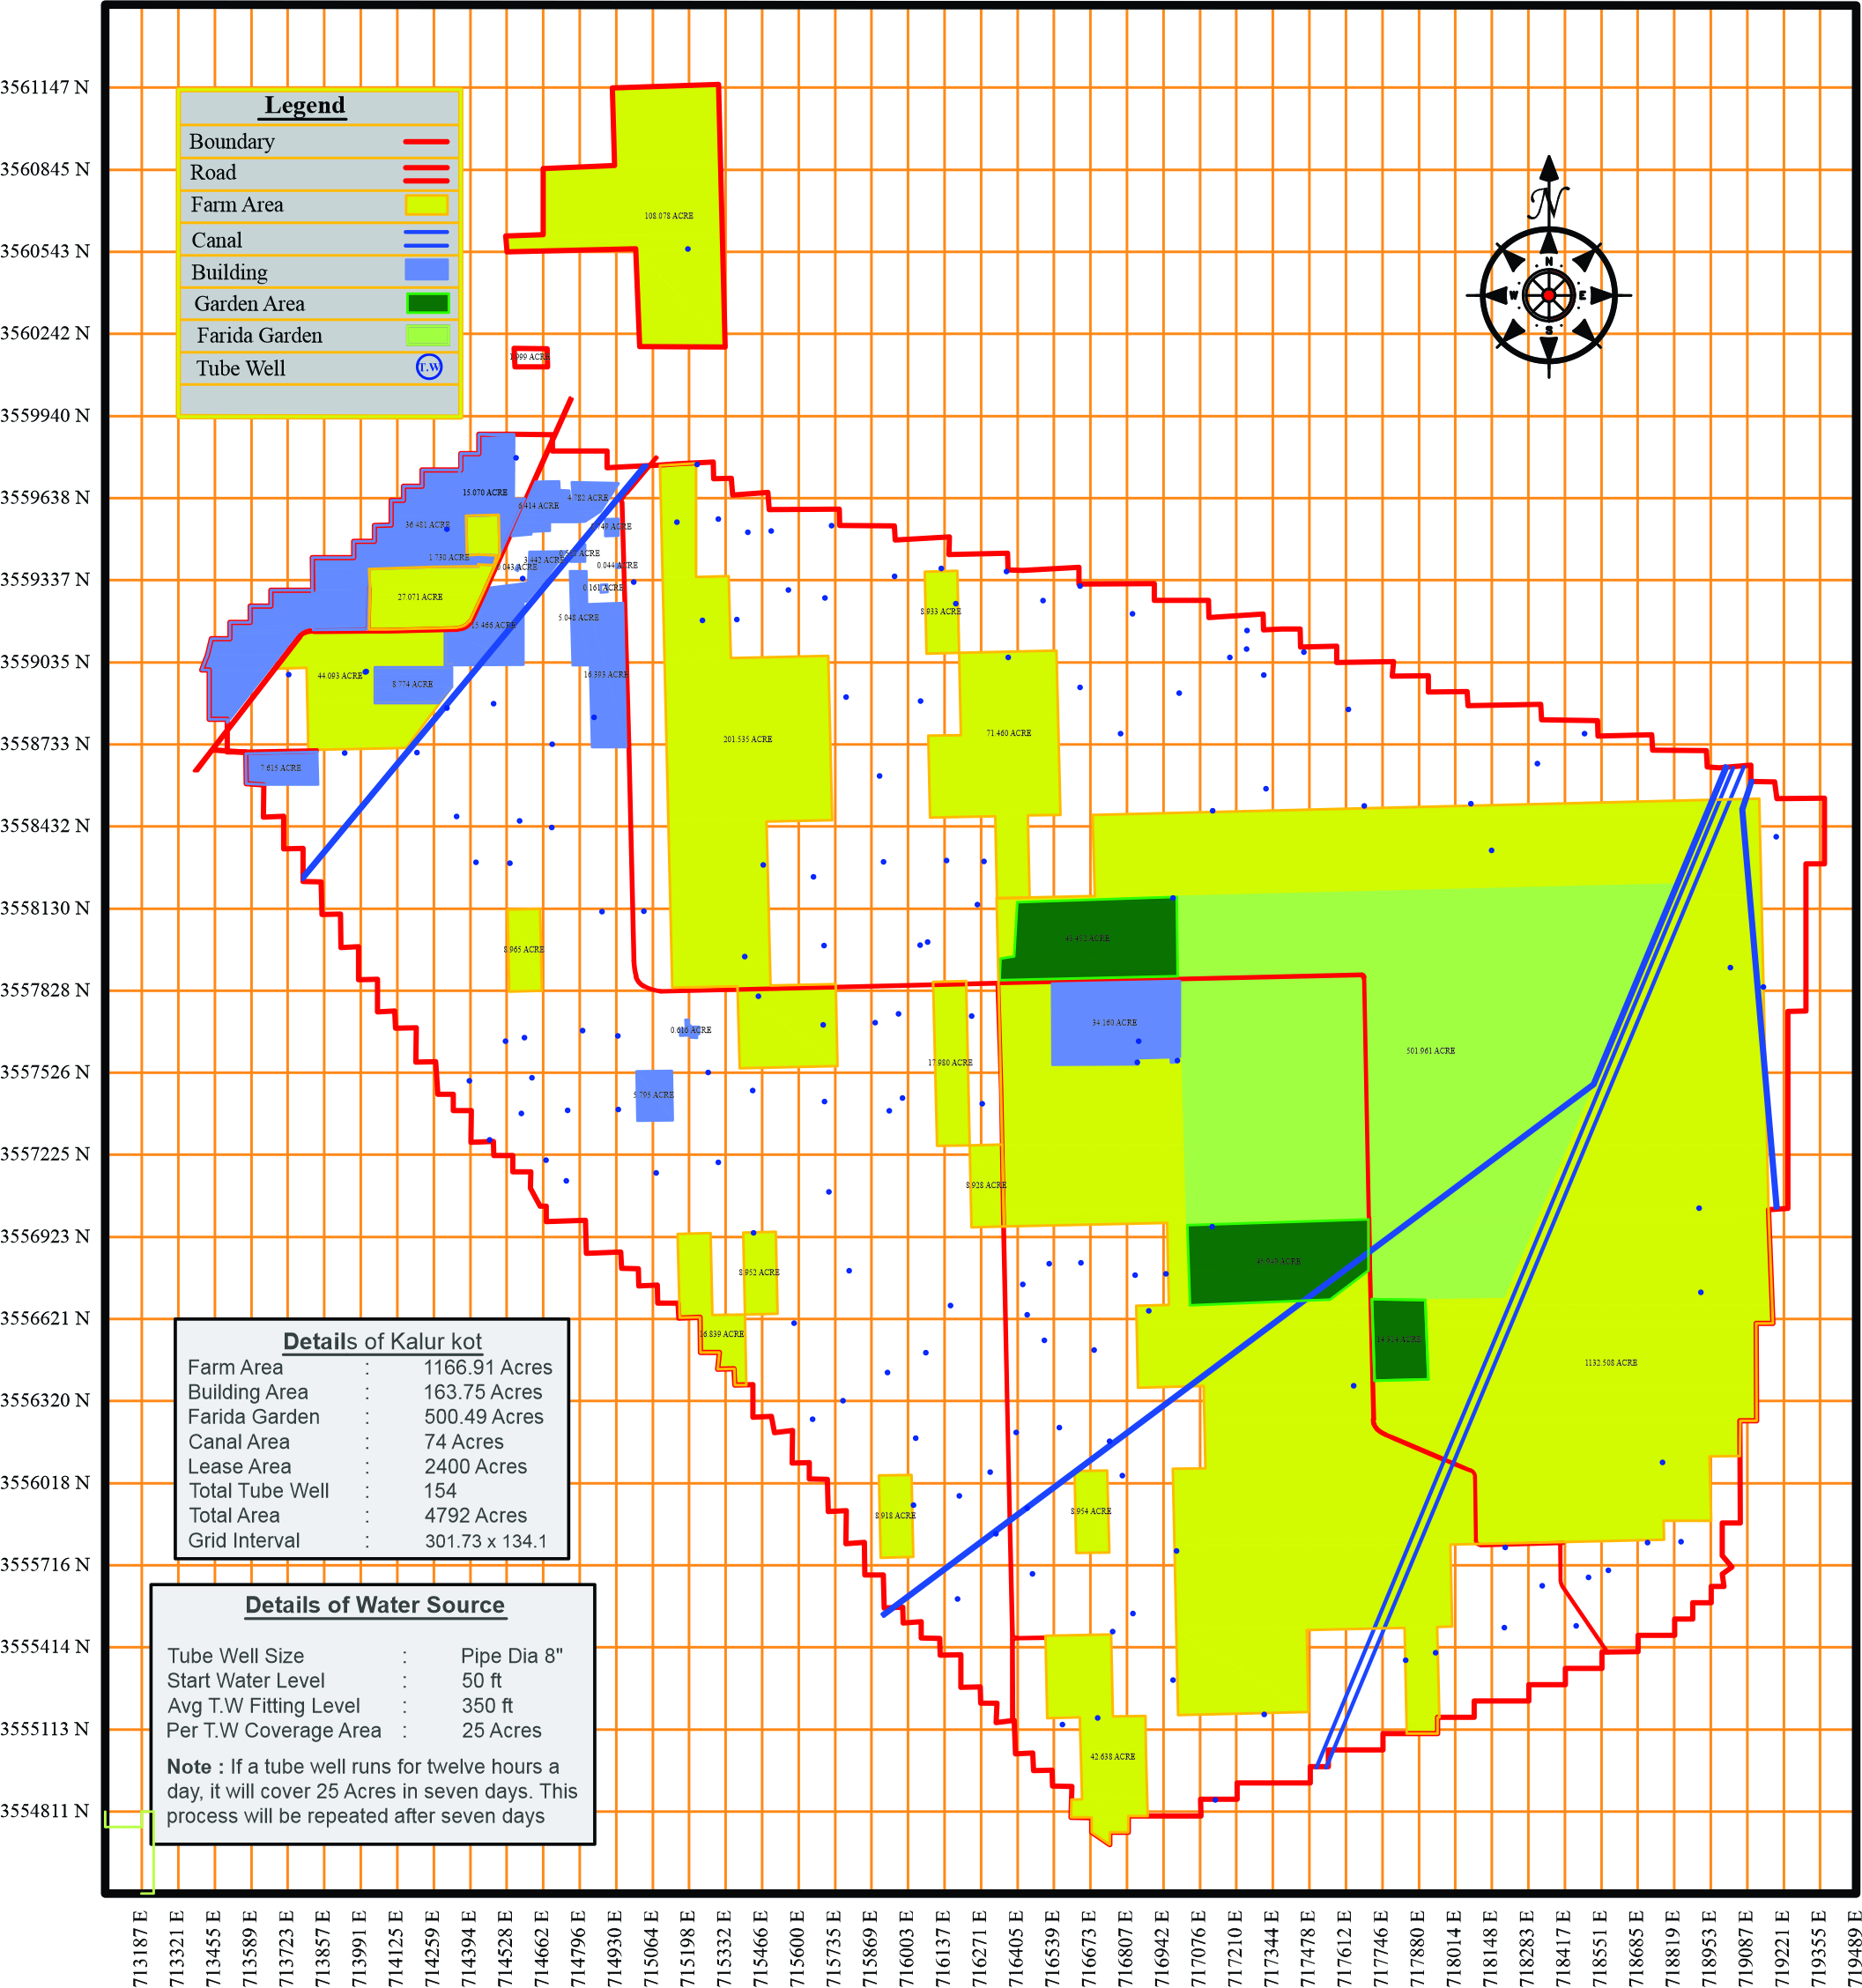 3561147 N
3560845 N
3560543 N
3560242 N
3559940 N
3559638 N
3559337 N
3559035 N
3558733 N
3558432 N
3558130 N
3557828 N
3557526 N
3557225 N
3556923 N
3556621 N
3556320 N
3556018 N
3555716 N
3555414 N
3555113 N
3554811 N
Legend
Boundary
Road
Farm Area
Canal
Building
Garden Area
Farida Garden
Tube Well T.W
N
N
W E
S
108.078 ACRE
1.999 ACRE
15.070 ACRE
4.782 ACRE
6.414 ACRE
36.481 ACRE
1.730 ACRE
3.442 ACRE
0.044 ACRE
0.161 ACRE
27.071 ACRE
5.048 ACRE
15.466 ACRE
8.933 ACRE
44.093 ACRE
8.774 ACRE
16.393 ACRE
7.615 ACRE
201.535 ACRE
71.460 ACRE
8.965 ACRE
43.452 ACRE
34.160 ACRE
0.616 ACRE
501.961 ACRE
17.980 ACRE
5.795 ACRE
8.928 ACRE
8.952 ACRE
16.839 ACRE
1132.508 ACRE
8.918 ACRE
8.954 ACRE
42.638 ACRE
Details of Kalur kot
Farm Area : 1166.91 Acres
Building Area : 163.75 Acres
Farida Garden : 500.49 Acres
Canal Area : 74 Acres
Lease Area : 2400 Acres
Total Tube Well : 154
Total Area : 4792 Acres
Grid Interval : 301.73 x 134.1
Details of Water Source
Tube Well Size : Pipe Dia 8"
Start Water Level : 50 ft
Avg T.W Fitting Level : 350 ft
Per T.W Coverage Area : 25 Acres
Note : If a tube well runs for twelve hours a
day, it will cover 25 Acres in seven days. This
process will be repeated after seven days
713187 E
713321 E
713455 E
713589 E
713723 E
713857 E
713991 E
714125 E
714259 E
714394 E
714528 E
714662 E
714796 E
714930 E
715064 E
715198 E
715332 E
715466 E
715600 E
715735 E
715869 E
716003 E
716137 E
716271 E
716405 E
716539 E
716673 E
716807 E
716942 E
717076 E
717210 E
717344 E
717478 E
717612 E
717746 E
717880 E
718014 E
718148 E
718283 E
718417 E
718551 E
718685 E
718819 E
718953 E
719087 E
719221 E
719355 E
719489 E